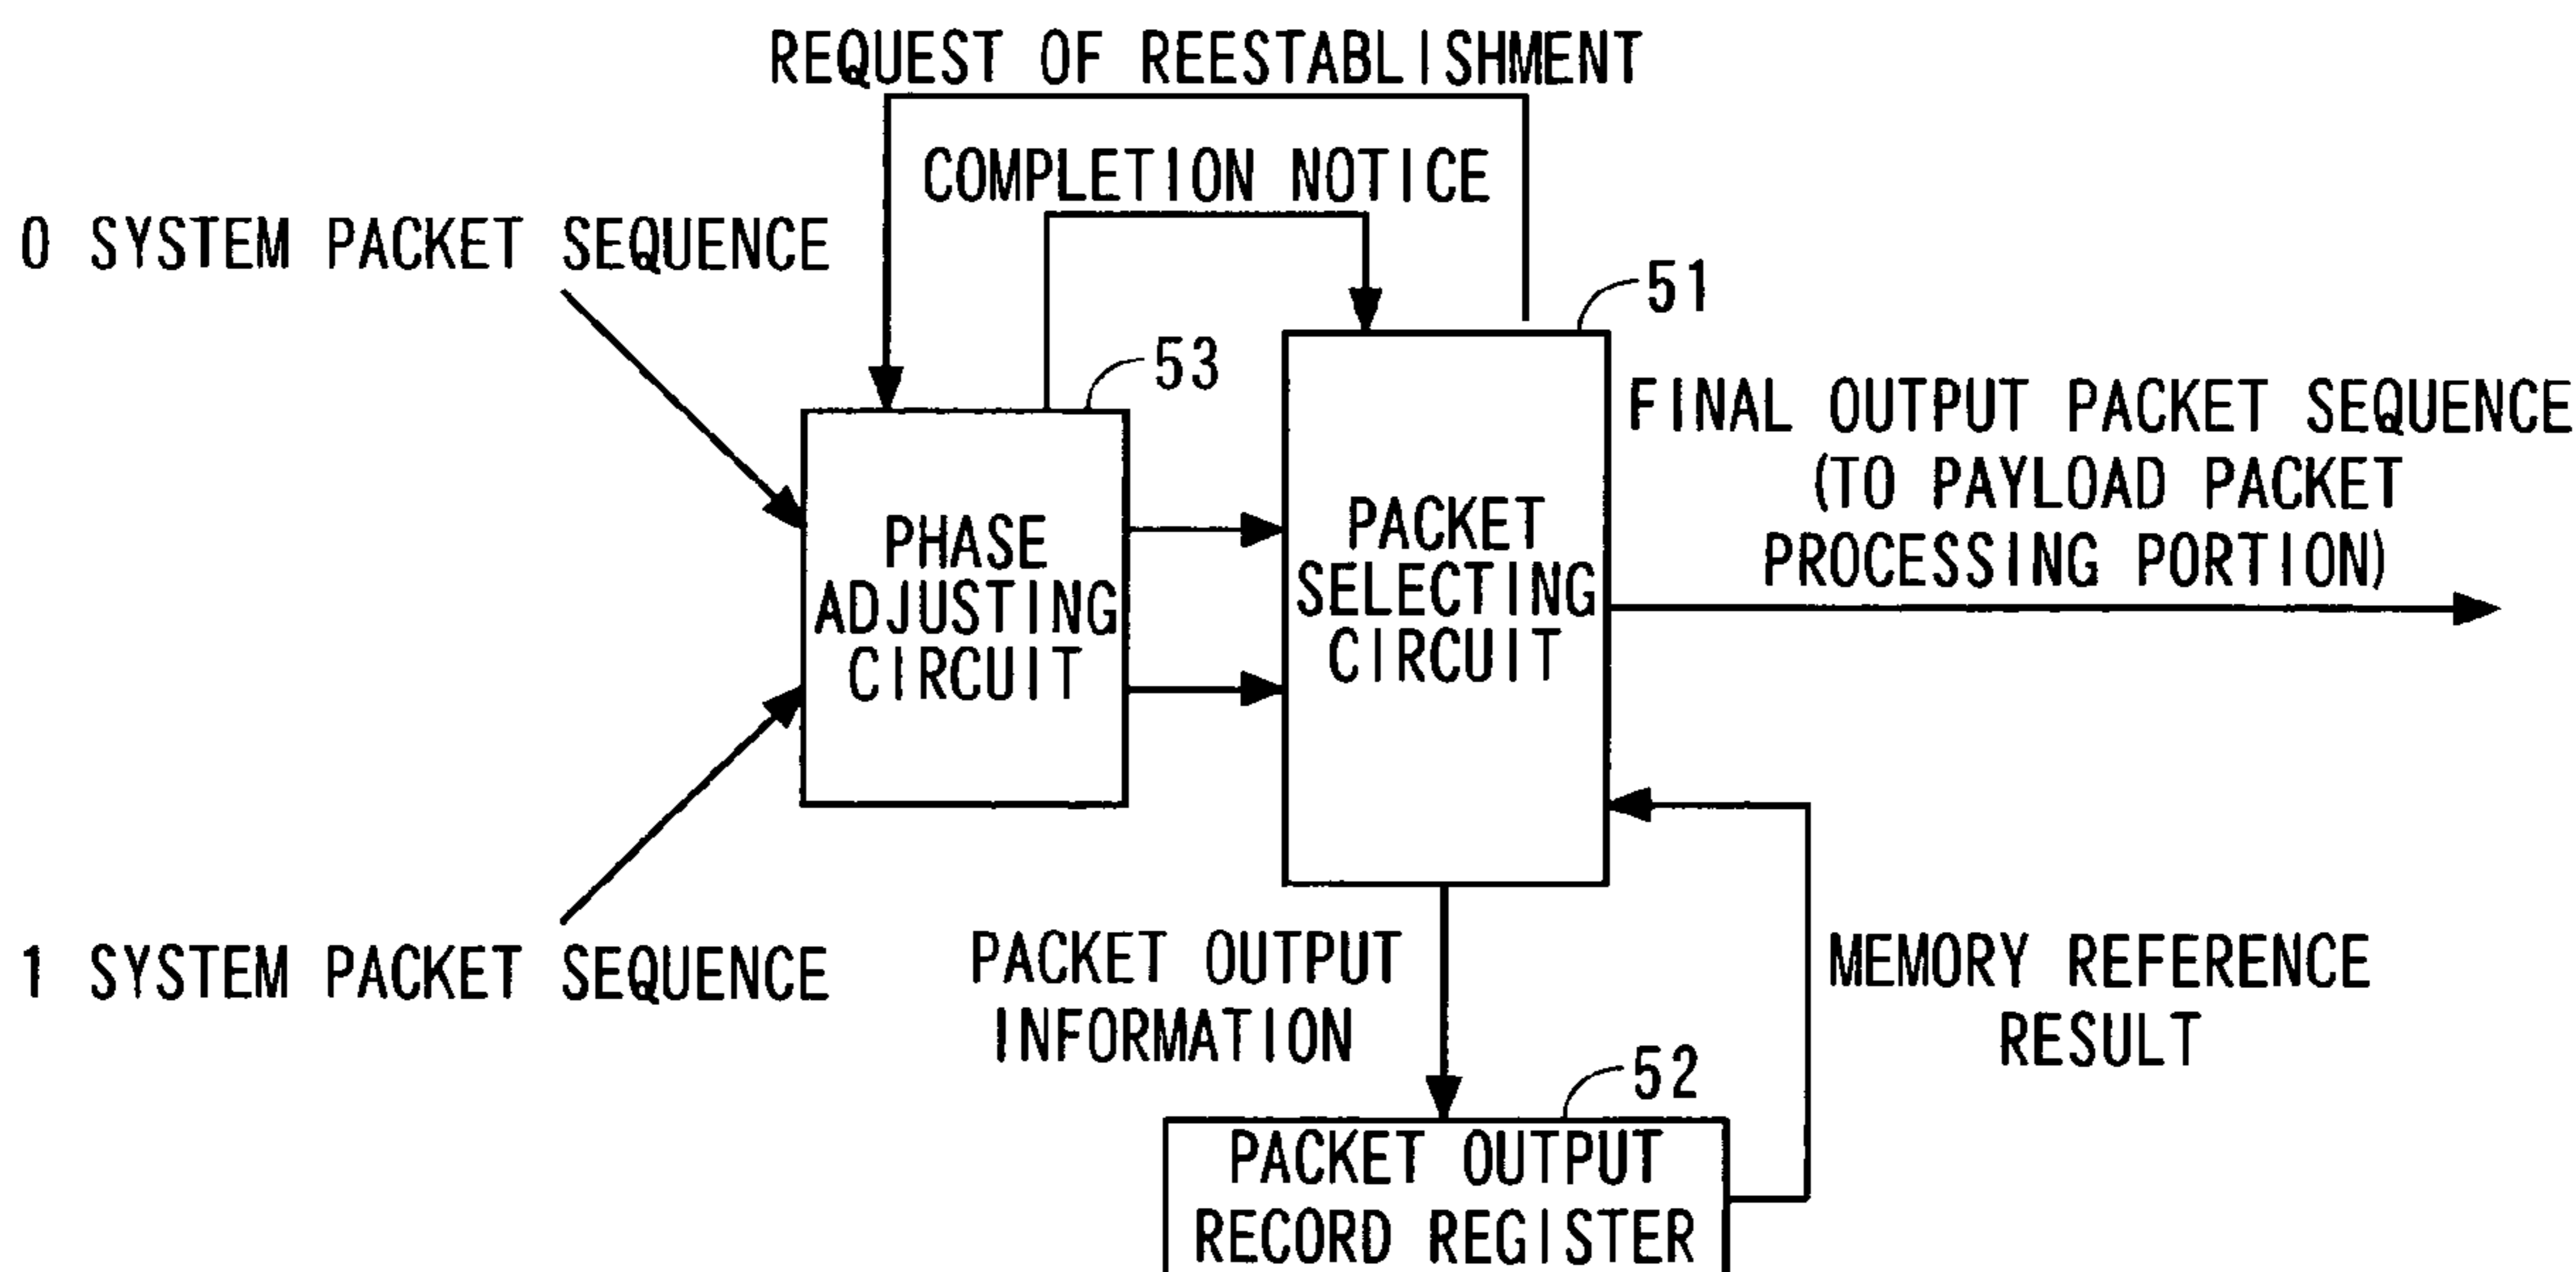 REQUEST OF REESTABLISHMENT
COMPLETION NOTICE
0 SYSTEM PACKET SEQUENCE
51
53
FINAL OUTPUT PACKET SEQUENCE
(TO PAYLOAD PACKET
PROCESSING PORTION)
PHASE
ADJUSTING
CIRCUIT
PACKET
SELECTING
CIRCUIT
1 SYSTEM PACKET SEQUENCE
PACKET OUTPUT
INFORMATION
MEMORY REFERENCE
RESULT
52
PACKET OUTPUT
RECORD REGISTER